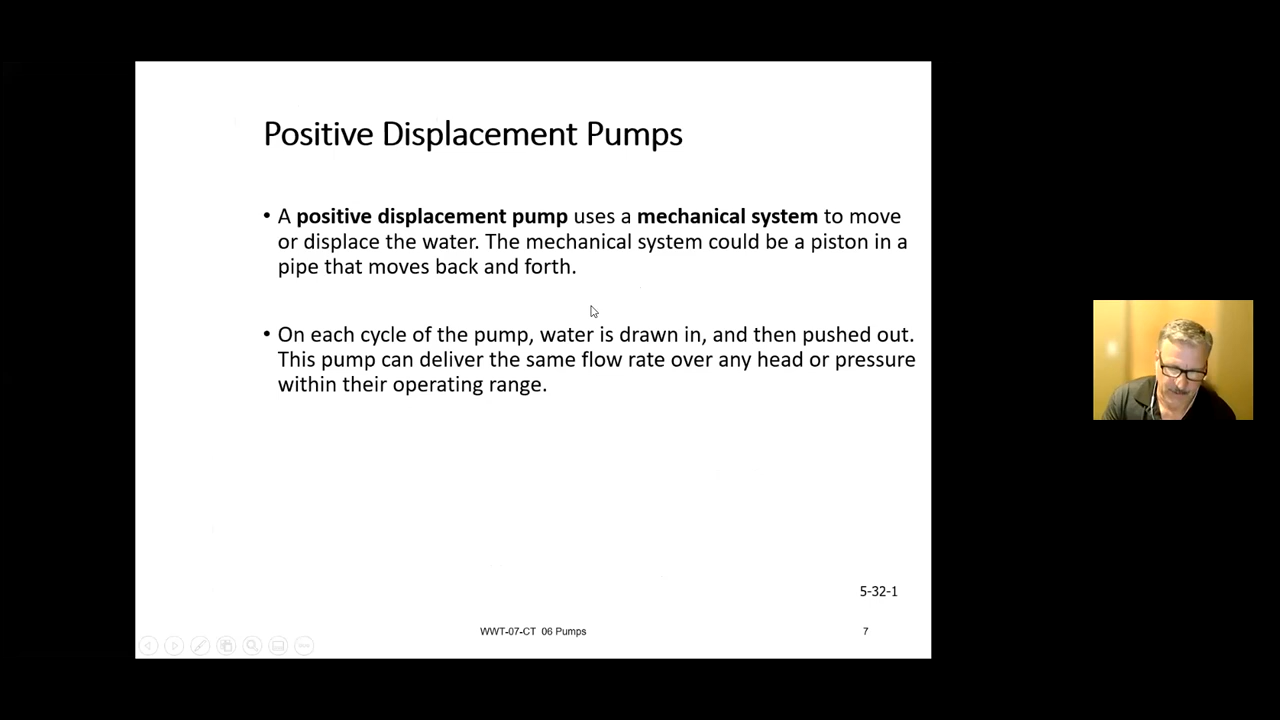 Positive Displacement Pumps
• A positive displacement pump uses a mechanical system to move
or displace the water. The mechanical system could be a piston in a
pipe that moves back and forth.
• On each cycle of the pump, water is drawn in, and then pushed out.
This pump can deliver the same flow rate over any head or pressure
within their operating range.
5-32-1
WWT-07-CT 06 Pumps
7